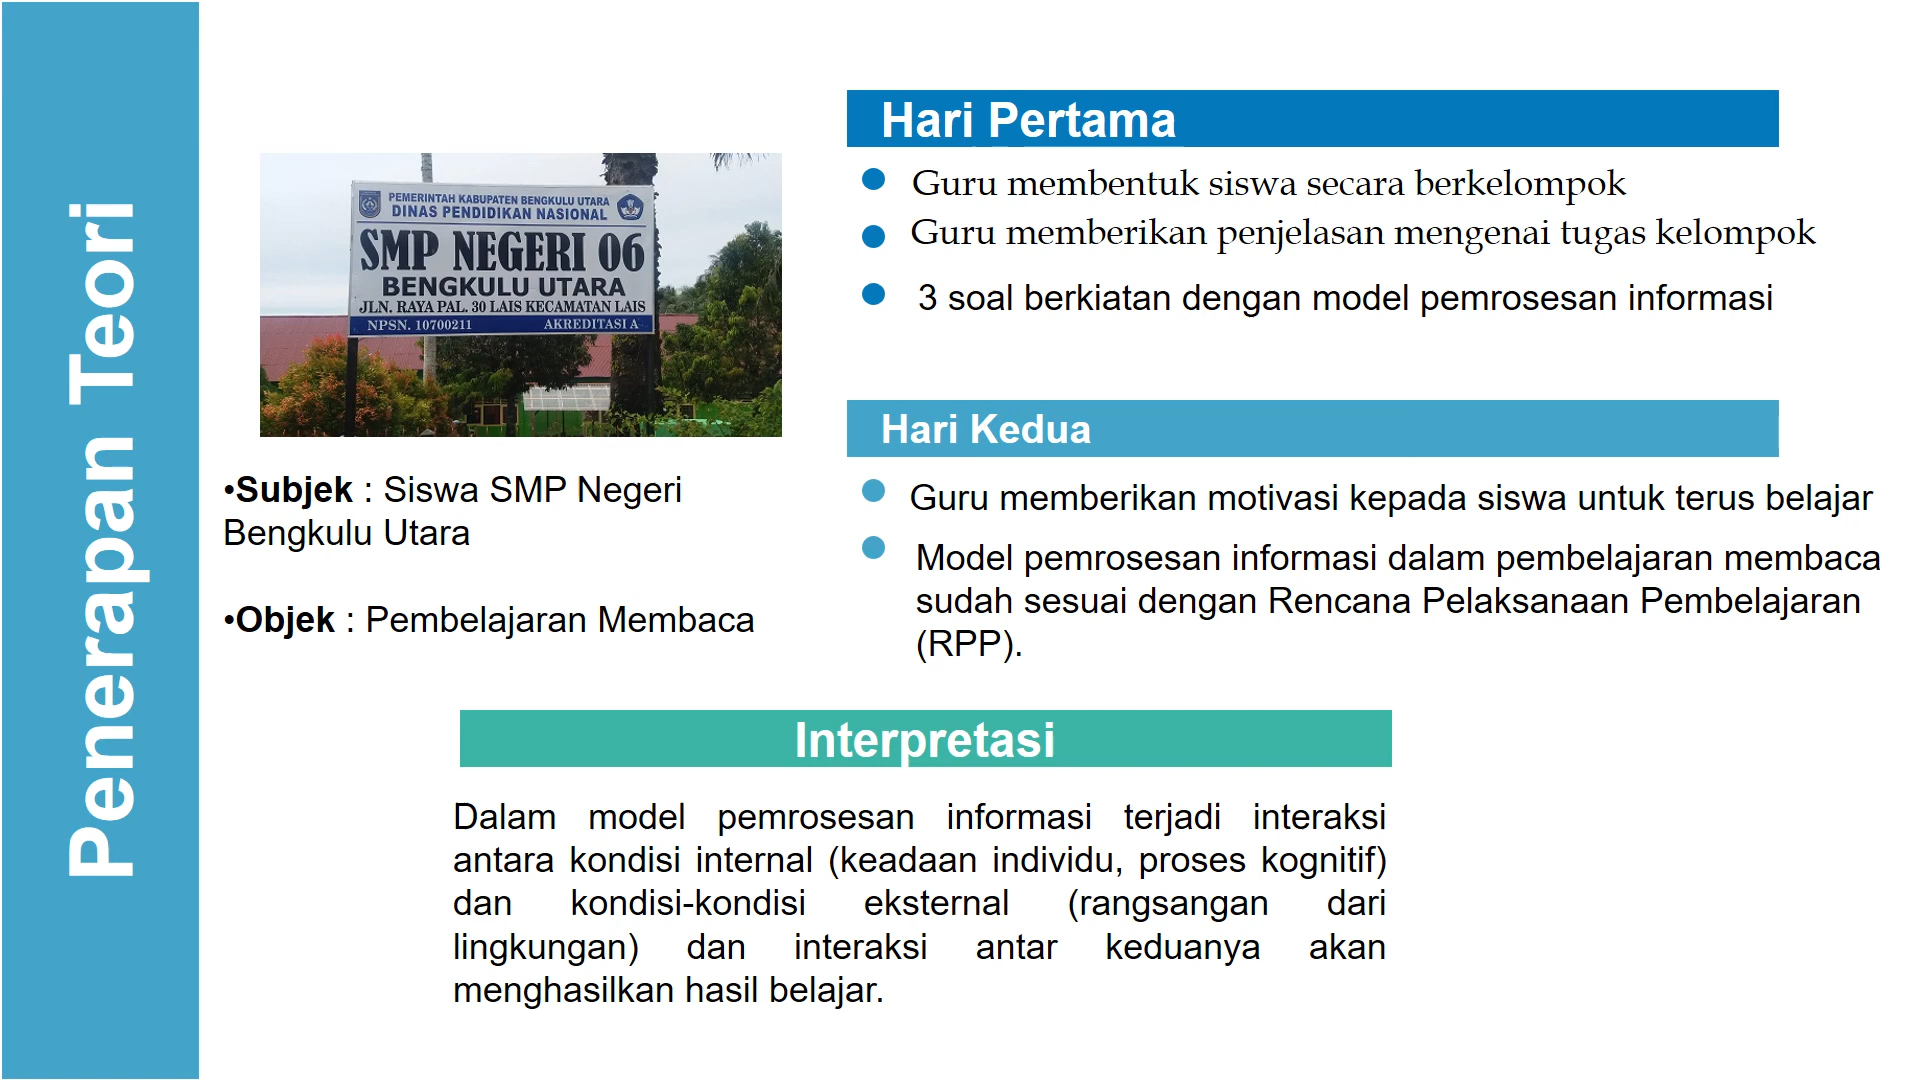 Penerapan Teori
PEMERINTAH KABUPATEN BENGKULU UTARA
DINAS PENDIDIKAN NASIONAL
SMP NEGERI 06
BENGKULU UTARA
JLN. RAYA PAL. 30 LAIS KECAMATAN LAIS
NPSN. 10700211 AKREDITASI A
•Subjek : Siswa SMP Negeri
Bengkulu Utara
•Objek : Pembelajaran Membaca
Hari Pertama
Guru membentuk siswa secara berkelompok
Guru memberikan penjelasan mengenai tugas kelompok
3 soal berkiatan dengan model pemrosesan informasi
Hari Kedua
Guru memberikan motivasi kepada siswa untuk terus belajar
Model pemrosesan informasi dalam pembelajaran membaca
sudah sesuai dengan Rencana Pelaksanaan Pembelajaran
(RPP).
Interpretasi
Dalam model pemrosesan informasi terjadi interaksi
antara kondisi internal (keadaan individu, proses kognitif)
dan kondisi-kondisi eksternal (rangsangan dari
lingkungan) dan interaksi antar keduanya akan
menghasilkan hasil belajar.